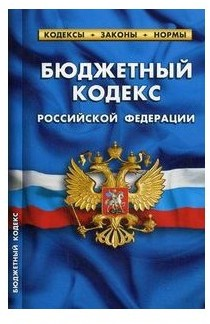 КОДЕКСЫ + ЗАКОНЫ + НОРМЫ
БЮДЖЕТНЫЙ
КОДЕКС
РОССИЙСКОЙ ФЕДЕРАЦИИ
БЮДЖЕТНЫЙ КОДЕКС